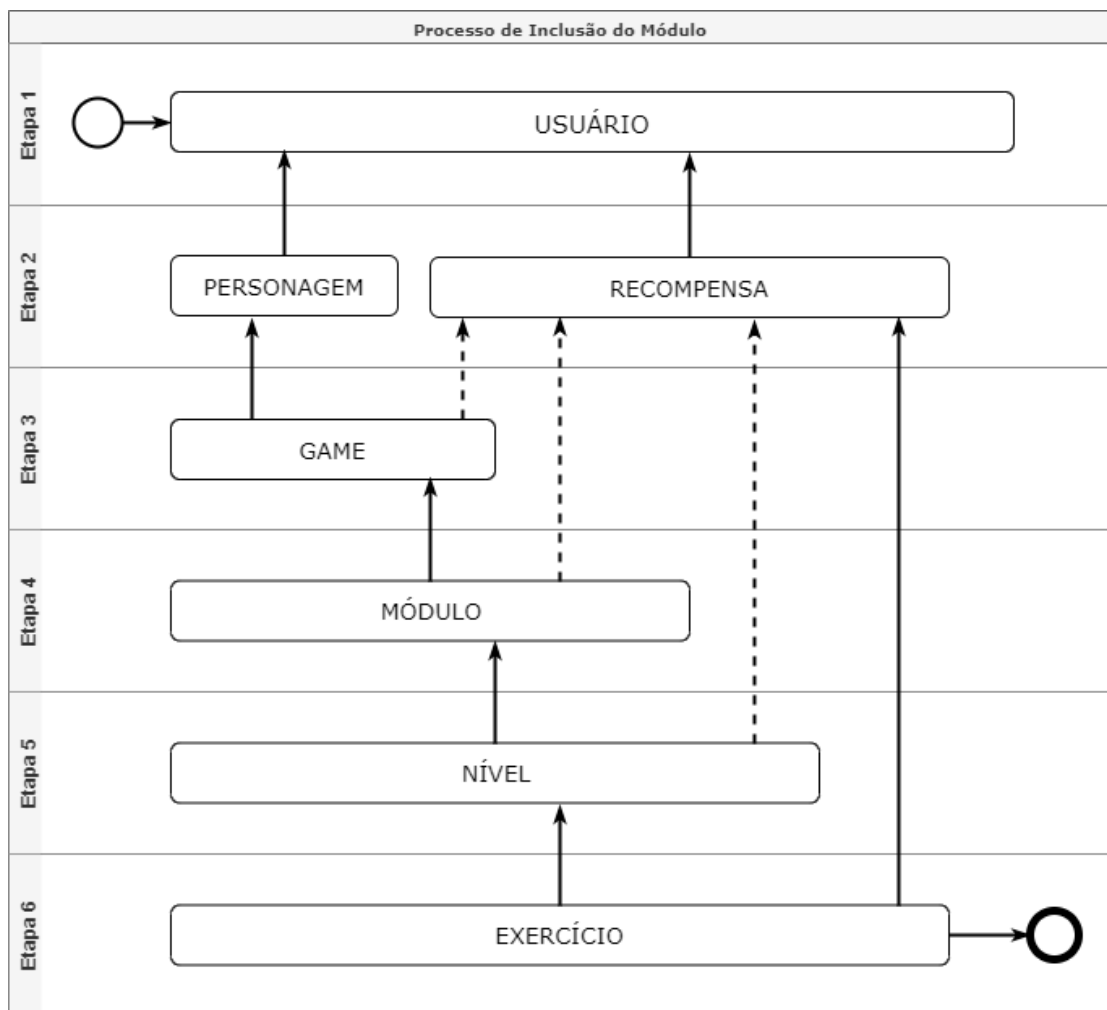 Processo de Inclusão do Módulo
Etapa 1
USUÁRIO
Etapa 2
PERSONAGEM
RECOMPENSA
Etapa 3
GAME
Etapa 4
MÓDULO
Etapa 5
NÍVEL
Etapa 6
EXERCÍCIO